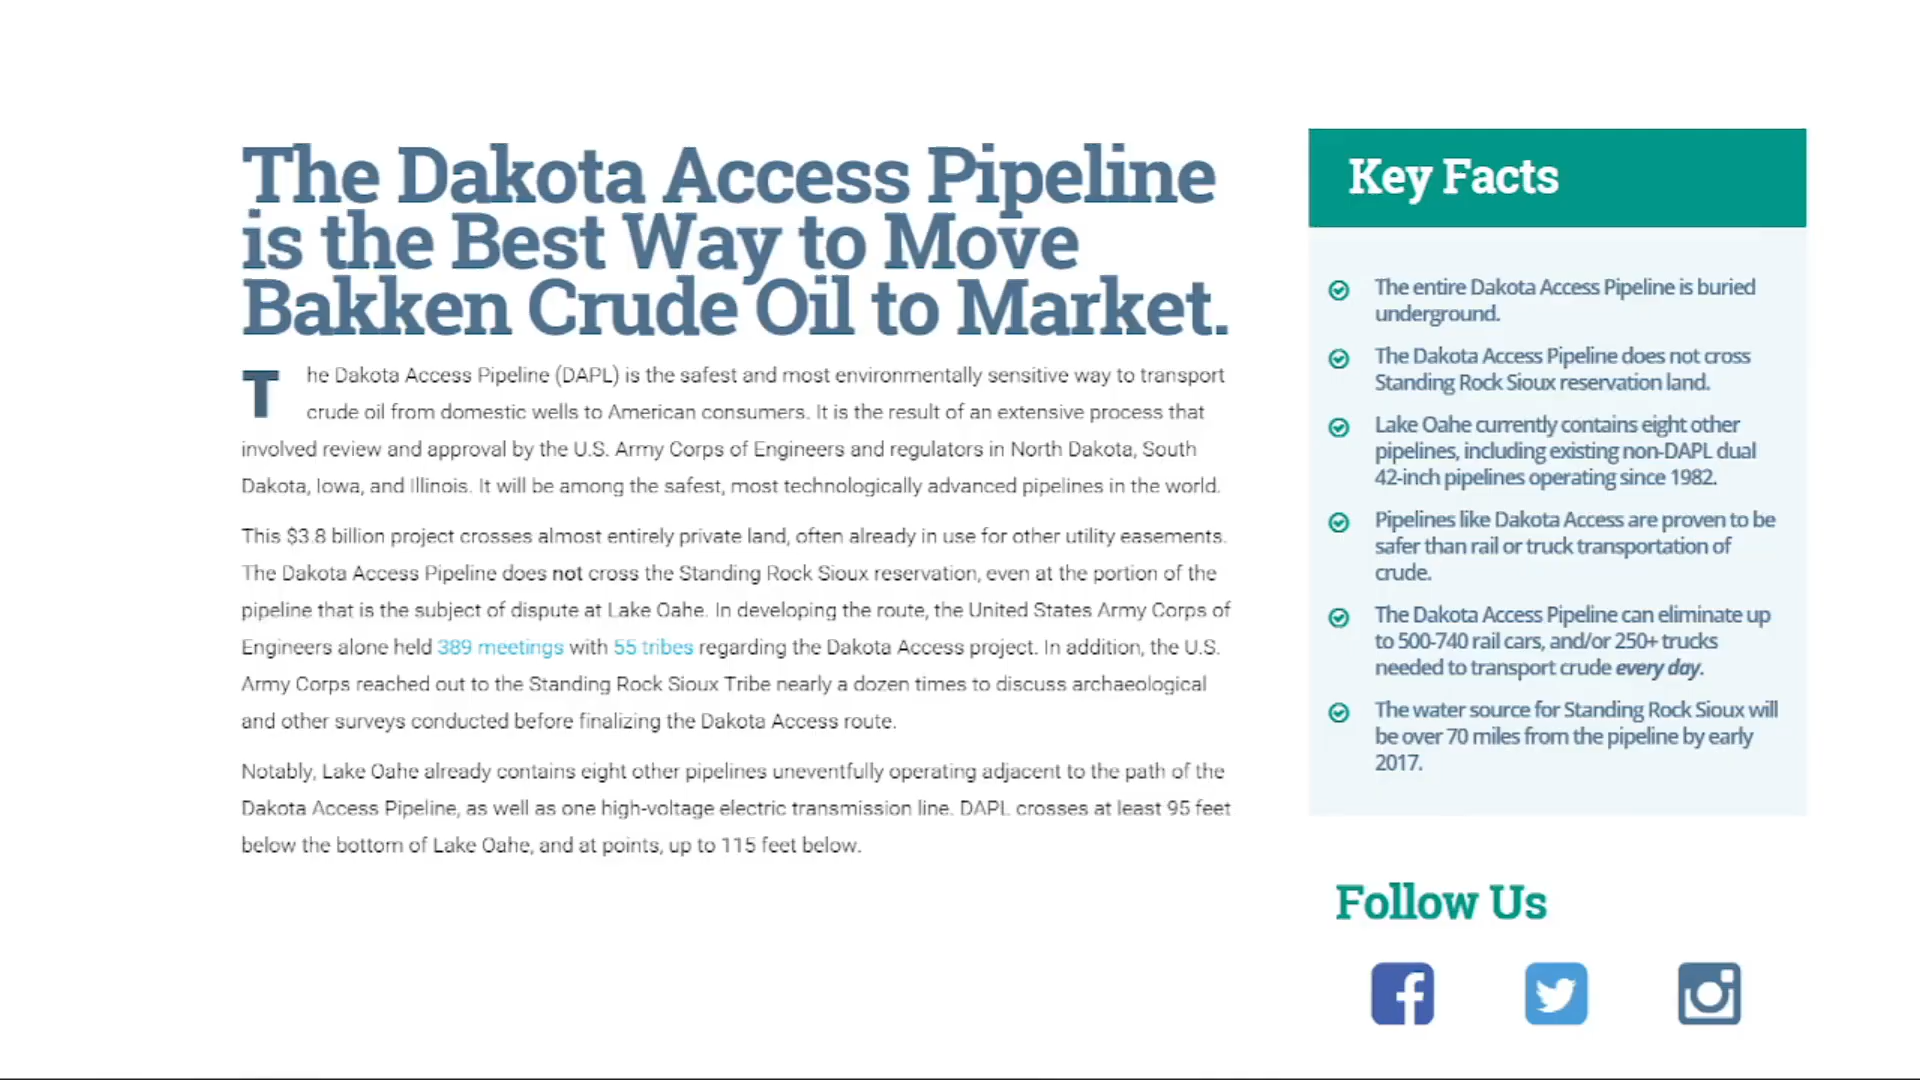 The Dakota Access Pipeline
is the Best Way to Move
Bakken Crude Oil to Market.
The Dakota Access Pipeline (DAPL) is the safest and most environmentally sensitive way to transport
crude oil from domestic wells to American consumers. It is the result of an extensive process that
involved review and approval by the U.S. Army Corps of Engineers and regulators in North Dakota, South
Dakota, Iowa, and Illinois. It will be among the safest, most technologically advanced pipelines in the world.
This $3.8 billion project crosses almost entirely private land, often already in use for other utility easements.
The Dakota Access Pipeline does not cross the Standing Rock Sioux reservation, even at the portion of the
pipeline that is the subject of dispute at Lake Oahe. In developing the route, the United States Army Corps of
Engineers alone held 389 meetings with 55 tribes regarding the Dakota Access project. In addition, the U.S.
Army Corps reached out to the Standing Rock Sioux Tribe nearly a dozen times to discuss archaeological
and other surveys conducted before finalizing the Dakota Access route.
Notably, Lake Oahe already contains eight other pipelines uneventfully operating adjacent to the path of the
Dakota Access Pipeline, as well as one high-voltage electric transmission line. DAPL crosses at least 95 feet
below the bottom of Lake Oahe, and at points, up to 115 feet below.
Key Facts
The entire Dakota Access Pipeline is buried
underground.
The Dakota Access Pipeline does not cross
Standing Rock Sioux reservation land.
Lake Oahe currently contains eight other
pipelines, including existing non-DAPL dual
42-inch pipelines operating since 1982.
Pipelines like Dakota Access are proven to be
safer than rail or truck transportation of
crude.
The Dakota Access Pipeline can eliminate up
to 500-740 rail cars, and/or 250+ trucks
needed to transport crude every day.
The water source for Standing Rock Sioux will
be over 70 miles from the pipeline by early
2017.
Follow Us